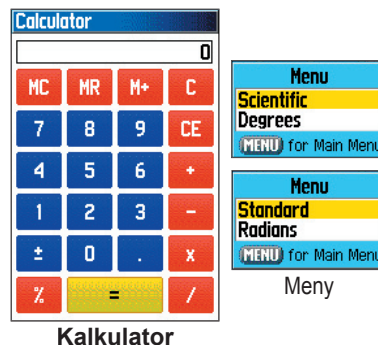 Calculator
0
MC MR M+ C
7 8 9 CE
4 5 6 +
1 2 3 -
± 0 . x
% = /
Kalkulator
Menu
Scientific
Degrees
MENU for Main Menu
Menu
Standard
Radians
MENU for Main Menu
Meny